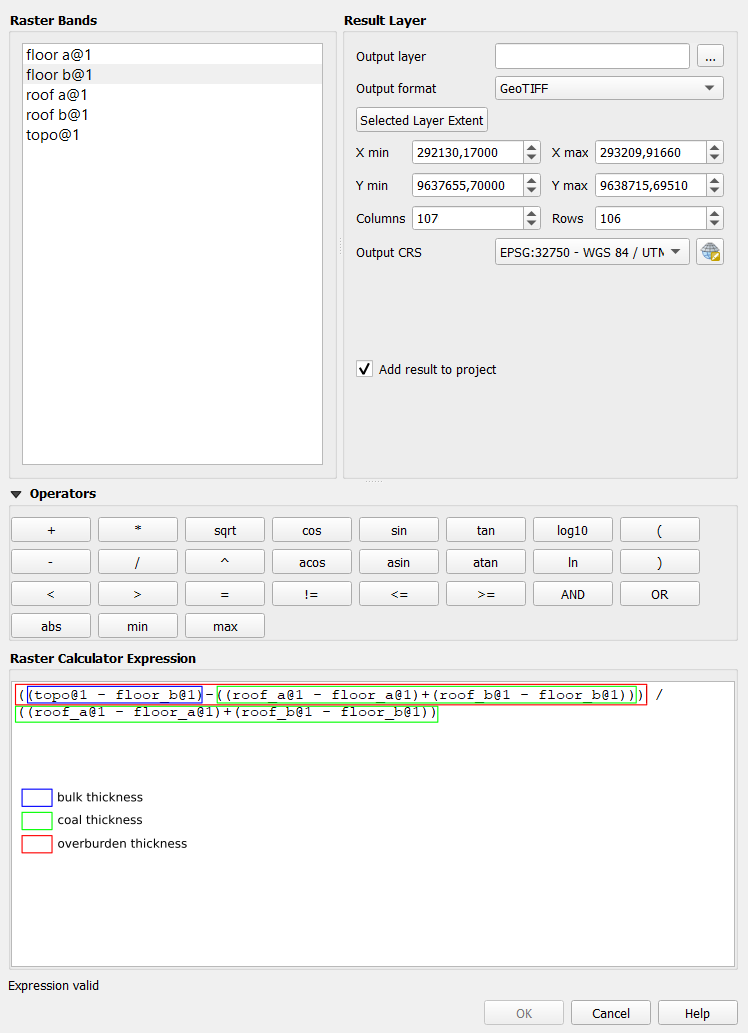 Raster Bands
floor a@1
floor b@1
roof a@1
roof b@1
topo@1
Result Layer
Output layer
...
Output format GeoTIFF
Selected Layer Extent
X min 292130,17000 X max 293209,91660
Y min 9637655,70000 Y max 9638715,69510
Columns 107 Rows 106
Output CRS EPSG:32750 - WGS 84 / UTM
Add result to project
Operators
+ * sqrt cos sin tan log10 (
- / ^ acos asin atan ln )
< > = != <= >= AND OR
abs min max
Raster Calculator Expression
((topo@1 - floor_b@1)-((roof_a@1 - floor_a@1)+(roof_b@1 - floor_b@1))) /
((roof_a@1 - floor_a@1)+(roof_b@1 - floor_b@1))
bulk thickness
coal thickness
overburden thickness
Expression valid
OK Cancel Help